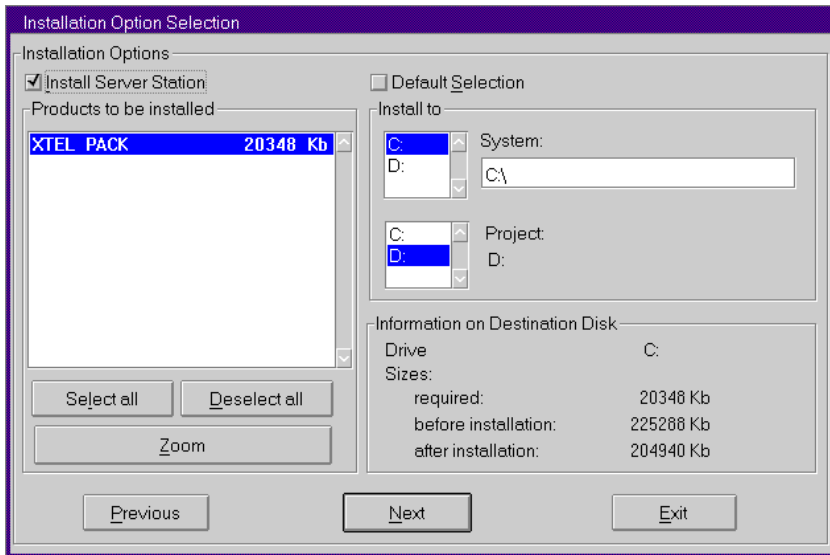 Installation Option Selection
Installation Options
Install Server Station
Default Selection
Products to be installed
XTEL PACK 20348 Kb
Select all
Deselect all
Zoom
Install to
C:
D:
System:
C:\
C:
D:
Project:
D:
Information on Destination Disk
Drive C:
Sizes:
required: 20348 Kb
before installation: 225288 Kb
after installation: 204940 Kb
Previous
Next
Exit